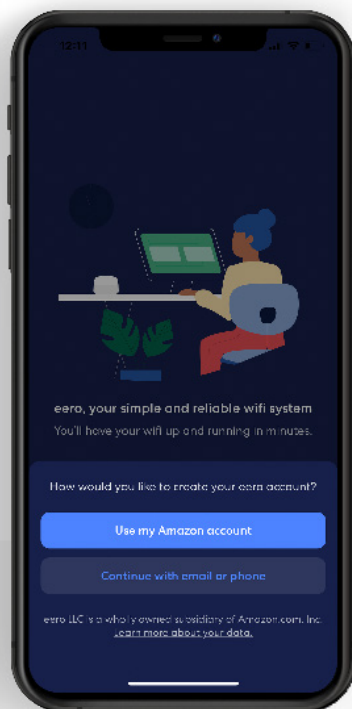 12:11
eero, your simple and reliable wifi system
You'll have your wifi up and running in minutes.
How would you like to create your eero account?
Use my Amazon account
Continue with email or phone
eero LLC is a wholly owned subsidiary of Amazon.com, Inc.
Learn more about your data.